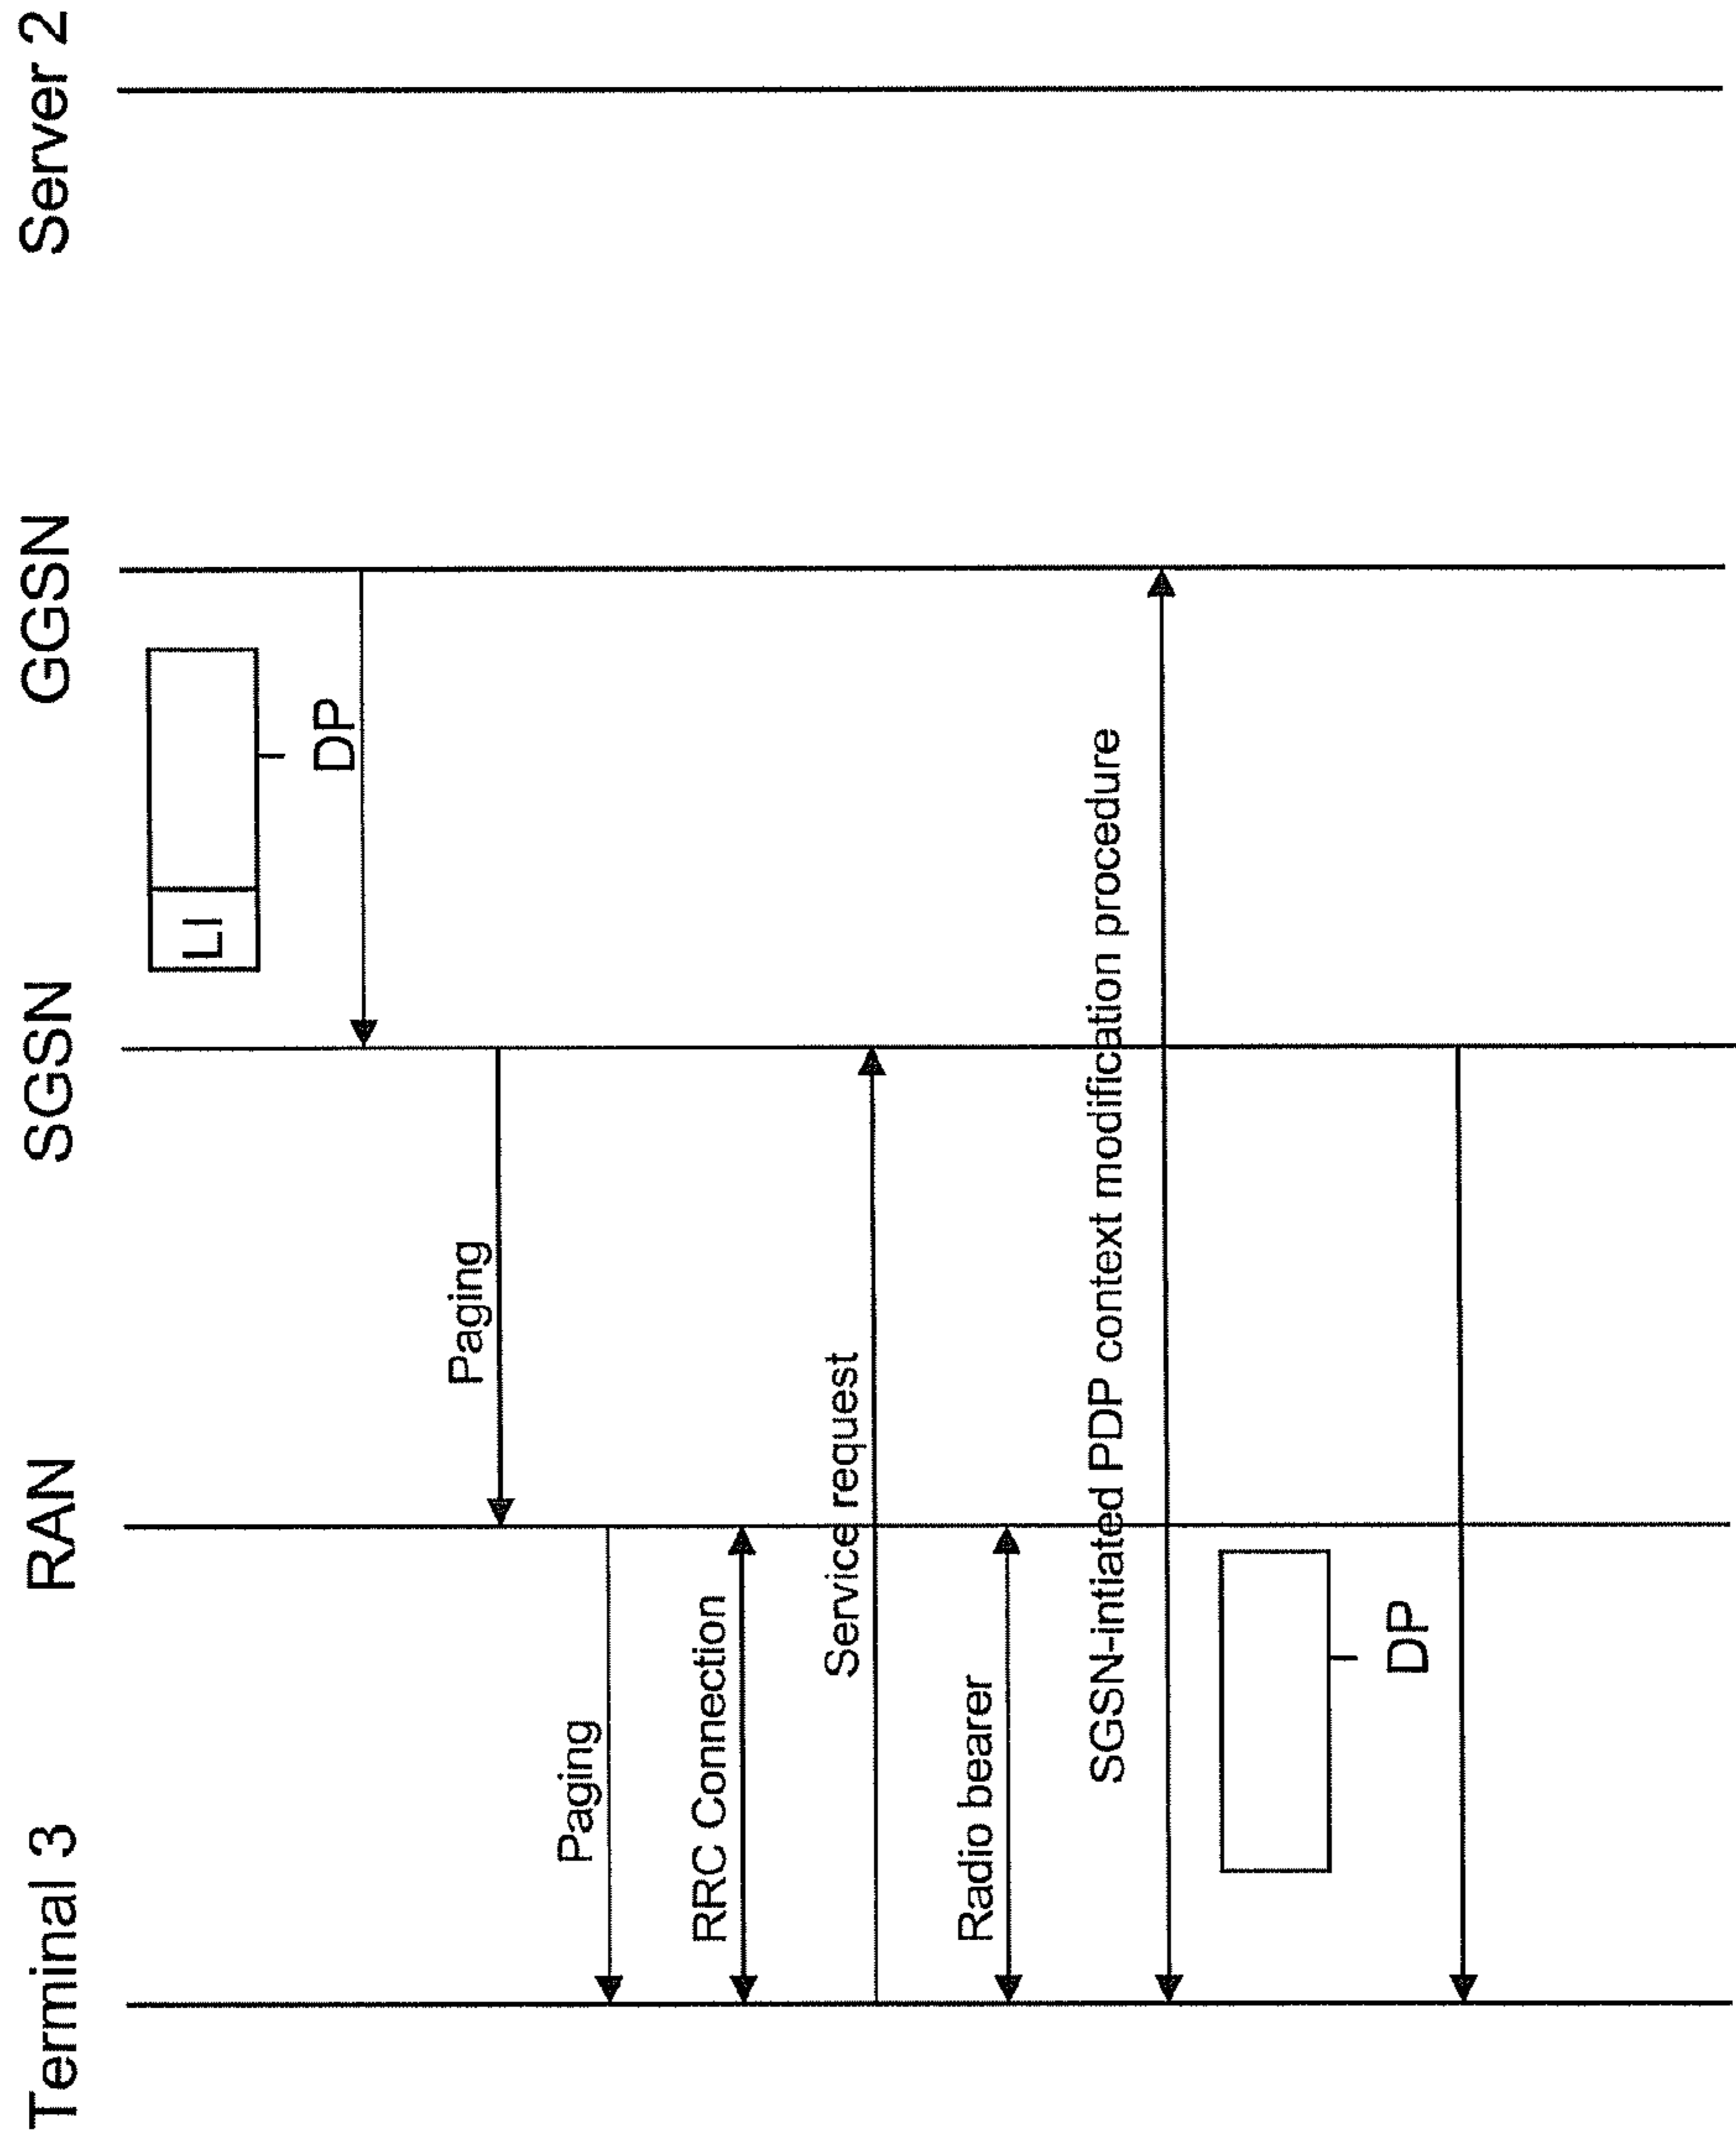 Terminal 3
RAN
SGSN
GGSN
Server 2
LI
DP
Paging
Paging
RRC Connection
Service request
Radio bearer
SGSN-intiated PDP context modification procedure
DP